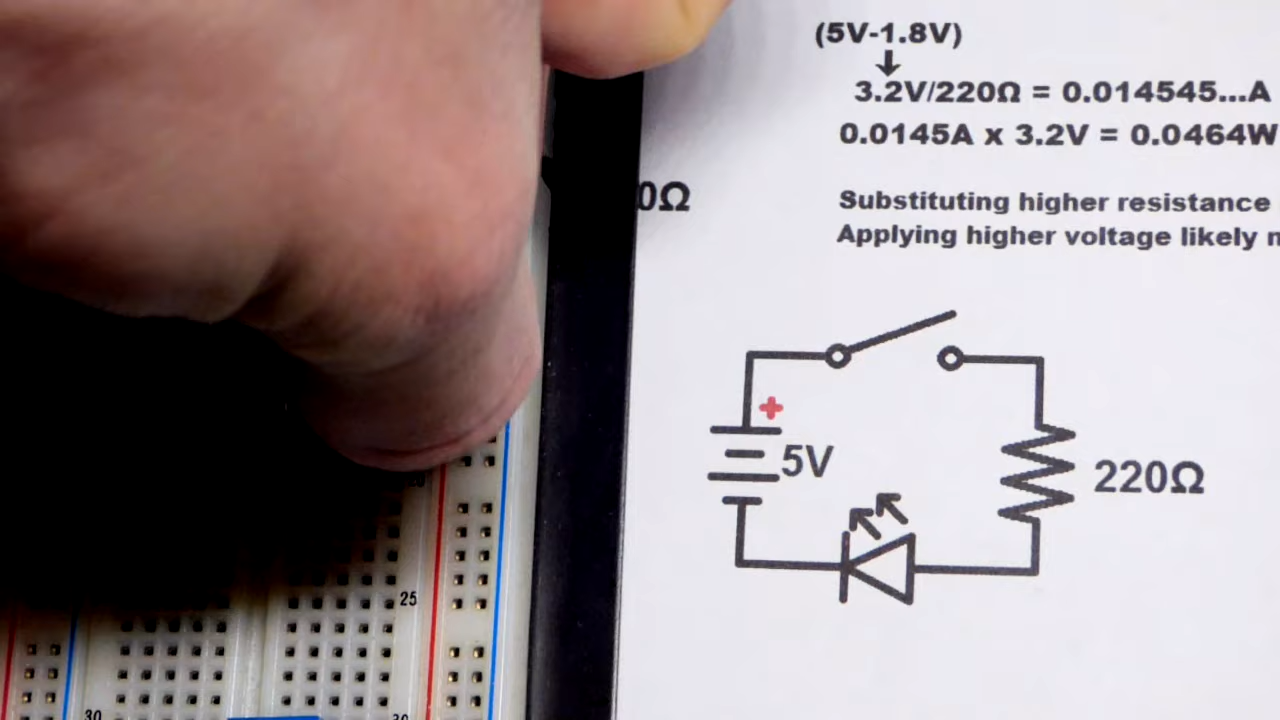 (5V-1.8V)
3.2V/220Ω = 0.014545...A
0.0145A x 3.2V = 0.0464W
0Ω
Substituting higher resistance
Applying higher voltage likely
+
5V
220Ω
25
30